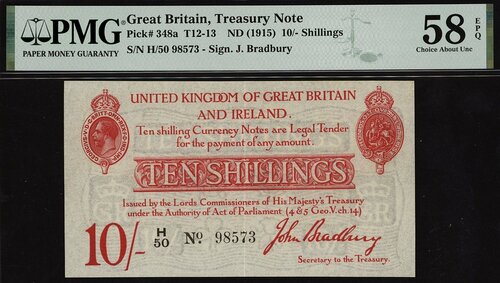 PMG
PAPER MONEY GUARANTY
Great Britain, Treasury Note
Pick# 348a T12-13 ND (1915) 10/- Shillings
S/N H/50 98573 - Sign. J. Bradbury
58 EPQ
Choice About Unc
UNITED KINGDOM OF GREAT BRITAIN
AND IRELAND.
Ten shilling Currency Notes are Legal Tender
for the payment of any amount.
TEN SHILLINGS
Issued by the Lords Commissioners of His Majesty's Treasury
under the Authority of Act of Parliament (4 & 5 Geo.V. ch.14)
10/- H/50 No. 98573 John Bradbury
Secretary to the Treasury.